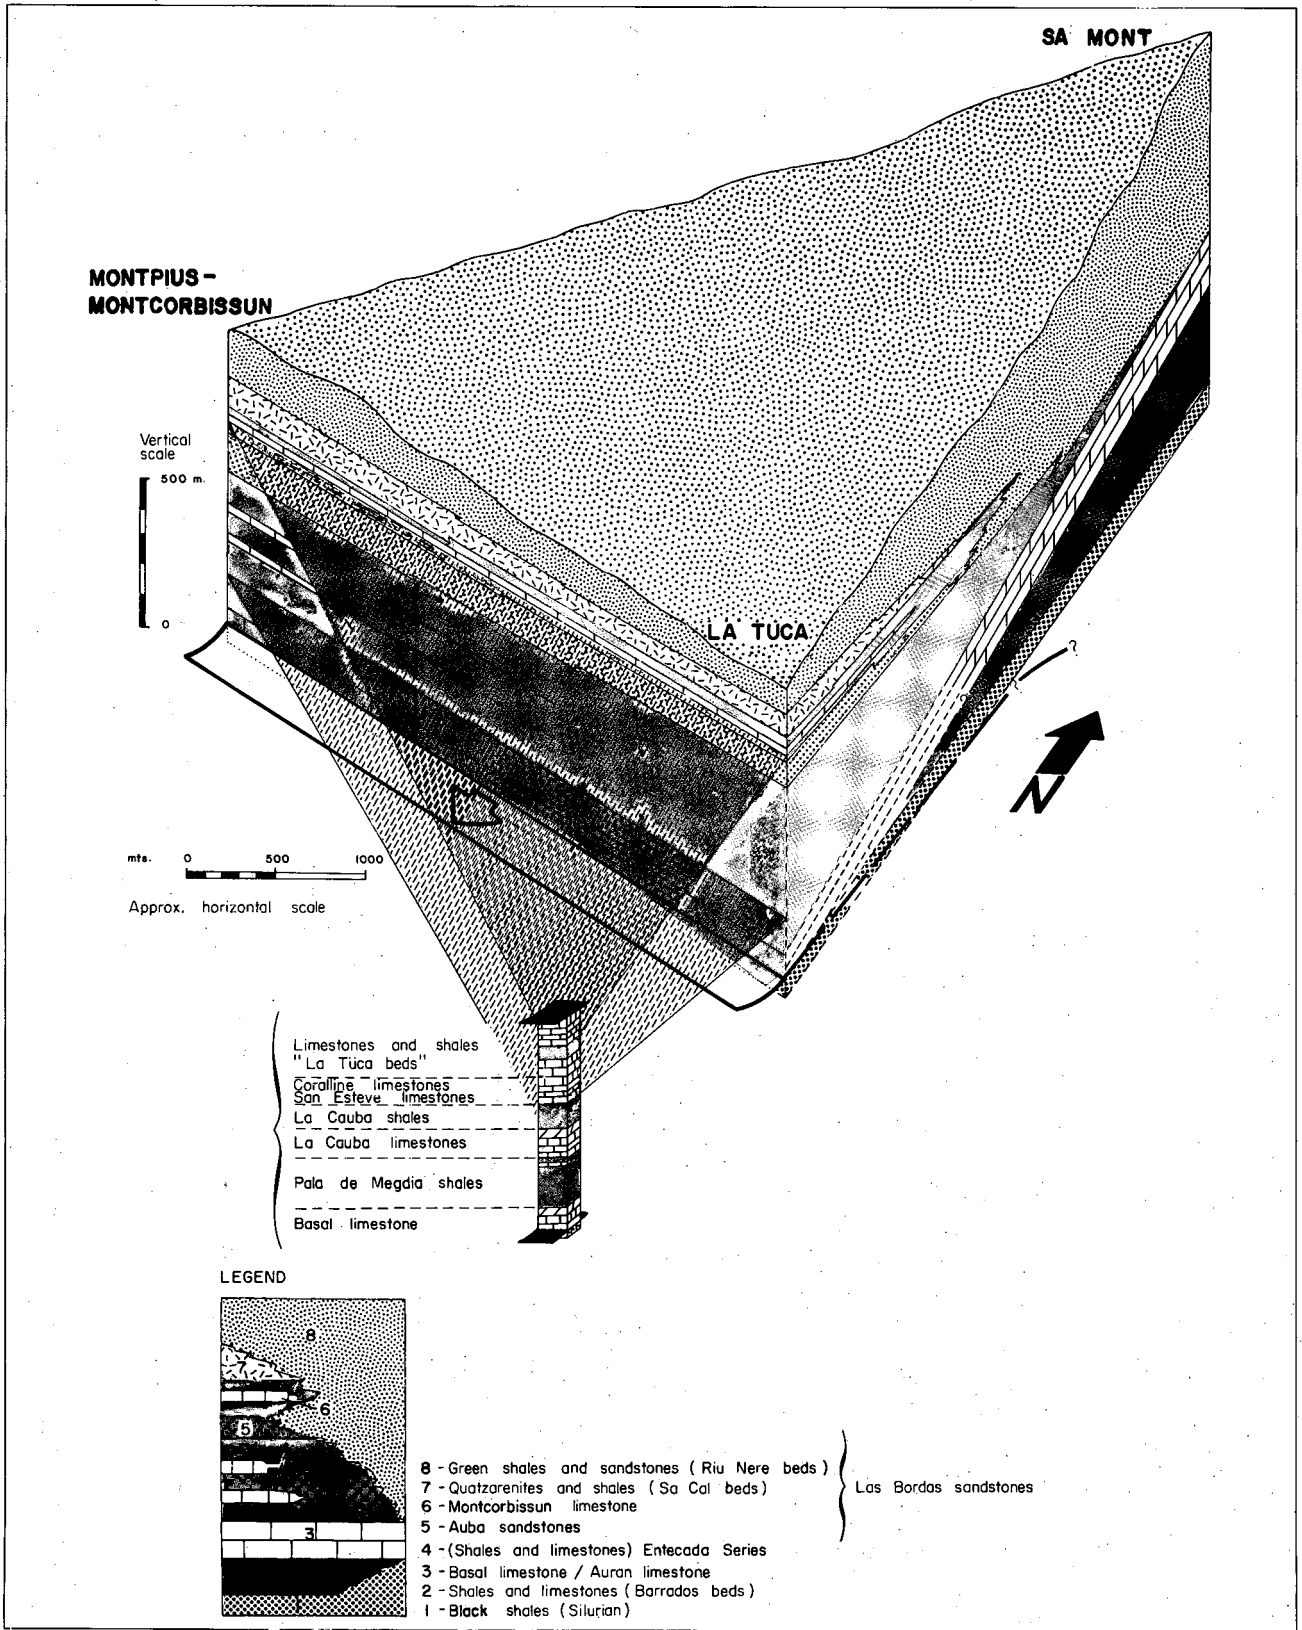 SA MONT
MONTPIUS-
MONTCORBISSUN
Vertical
scale
500 m.
0
LA TUCA
?
N
mts. 0 500 1000
Approx. horizontal scale
Limestones and shales
"La Tüca beds"
Coralline limestones
San Esteve limestones
La Cauba shales
La Cauba limestones
Pala de Megdia shales
Basal limestone
LEGEND
8
7
6
5
3
1
8 - Green shales and sandstones ( Riu Nere beds )
7 - Quatzarenites and shales ( Sa Cal beds )
Las Bordas sandstones
6 - Montcorbissun limestone
5 - Auba sandstones
4 - (Shales and limestones) Entecada Series
3 - Basal limestone / Auran limestone
2 - Shales and limestones ( Barrados beds )
1 - Black shales ( Silurian )